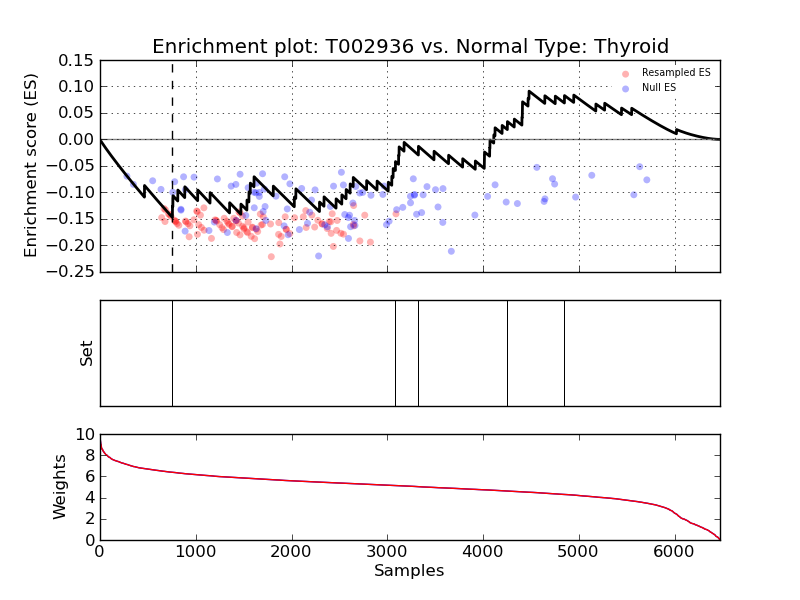 Enrichment plot: T002936 vs. Normal Type: Thyroid
Enrichment score (ES)
0.15
0.10
0.05
0.00
−0.05
−0.10
−0.15
−0.20
−0.25
Resampled ES
Null ES
Set
Weights
10
8
6
4
2
0
0 1000 2000 3000 4000 5000 6000
Samples